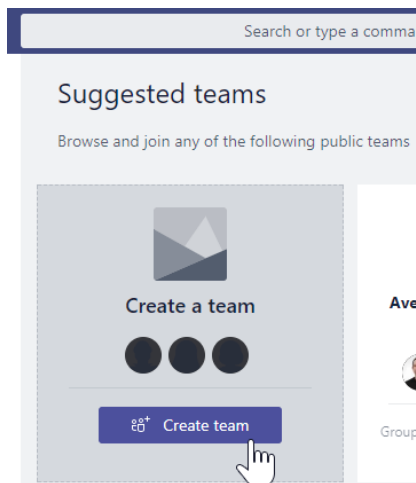 Search or type a comma
Suggested teams
Browse and join any of the following public teams
Create a team
Ave
Create team
Group